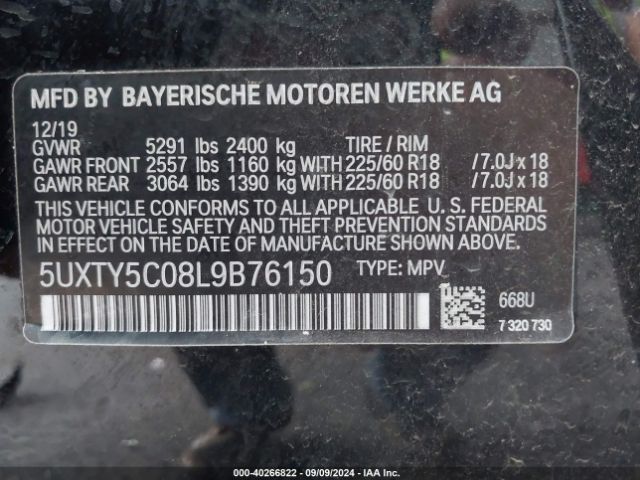 MFD BY BAYERISCHE MOTOREN WERKE AG
12/19
GVWR 5291 lbs 2400 kg TIRE / RIM
GAWR FRONT 2557 lbs 1160 kg WITH 225/60 R18 /7.0J x 18
GAWR REAR 3064 lbs 1390 kg WITH 225/60 R18 /7.0J x 18
THIS VEHICLE CONFORMS TO ALL APPLICABLE U. S. FEDERAL
MOTOR VEHICLE SAFETY AND THEFT PREVENTION STANDARDS
IN EFFECT ON THE DATE OF MANUFACTURE SHOWN ABOVE.
5UXTY5C08L9B76150 TYPE: MPV
668U
7 320 730
000-40266822 - 09/09/2024 - IAA Inc.